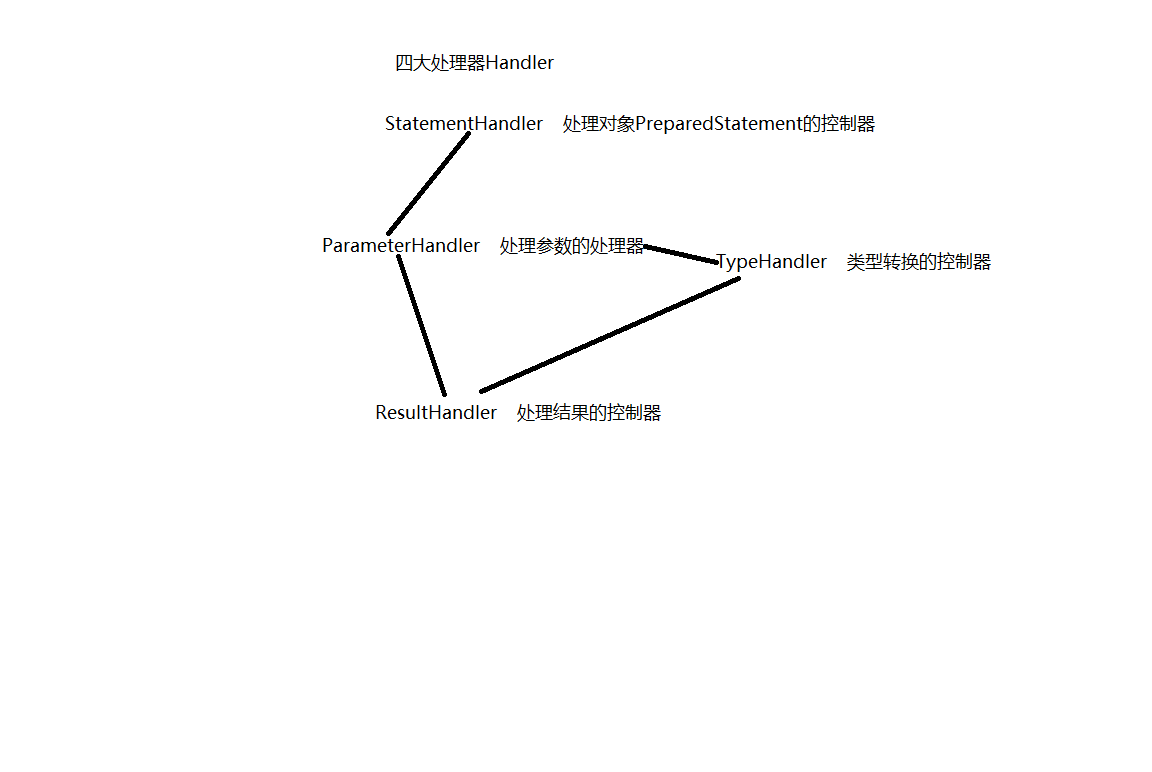 四大处理器Handler
StatementHandler 处理对象PreparedStatement的控制器
ParameterHandler 处理参数的处理器
TypeHandler 类型转换的控制器
ResultHandler 处理结果的控制器